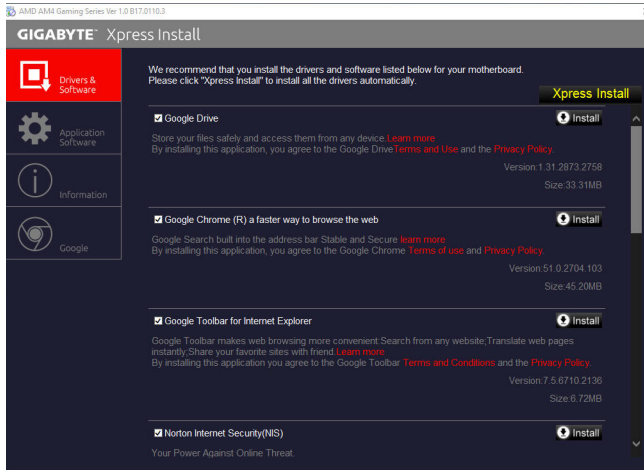 AMD AM4 Gaming Series Ver 1.0 B17.0110.3
GIGABYTE™ Xpress Install
Drivers &
Software
Application
Software
Information
Google
We recommend that you install the drivers and software listed below for your motherboard.
Please click "Xpress Install" to install all the drivers automatically.
Xpress Install
Google Drive
Install
Store your files safely and access them from any device.Learn more
By installing this application, you agree to the Google DriveTerms and Use and the Privacy Policy.
Version:1.31.2873.2758
Size:33.31MB
Google Chrome (R) a faster way to browse the web
Install
Google Search built into the address bar Stable and Secure learn more
By installing this application, you agree to the Google Chrome Terms of use and Privacy Policy.
Version:51.0.2704.103
Size:45.20MB
Google Toolbar for Internet Explorer
Install
Google Toolbar makes web browsing more convenient.Search from any website;Translate web pages
instantly;Share your favorite sites with friend.Learn more
By installing this application you agree to the Google Toolbar Terms and Conditions and the Privacy Policy.
Version:7.5.6710.2136
Size:6.72MB
Norton Internet Security(NIS)
Install
Your Power Against Online Threat.